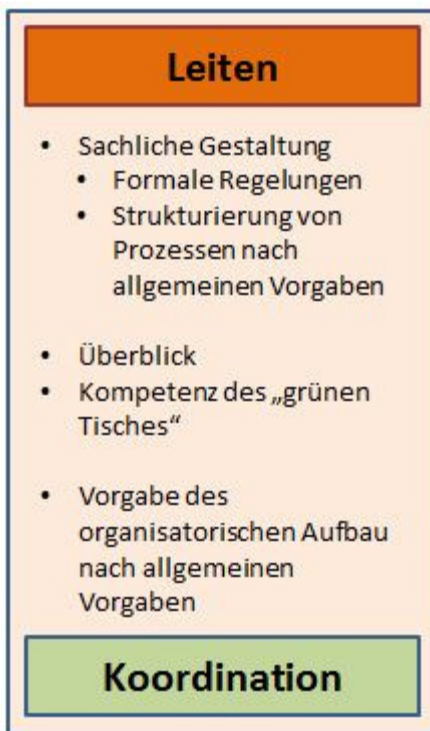 Leiten
• Sachliche Gestaltung
• Formale Regelungen
• Strukturierung von
Prozessen nach
allgemeinen Vorgaben
• Überblick
• Kompetenz des „grünen
Tisches“
• Vorgabe des
organisatorischen Aufbau
nach allgemeinen
Vorgaben
Koordination